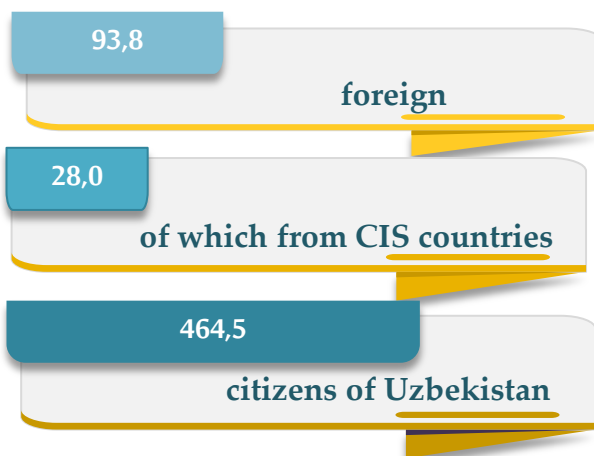 93,8
foreign
28,0
of which from CIS countries
464,5
citizens of Uzbekistan